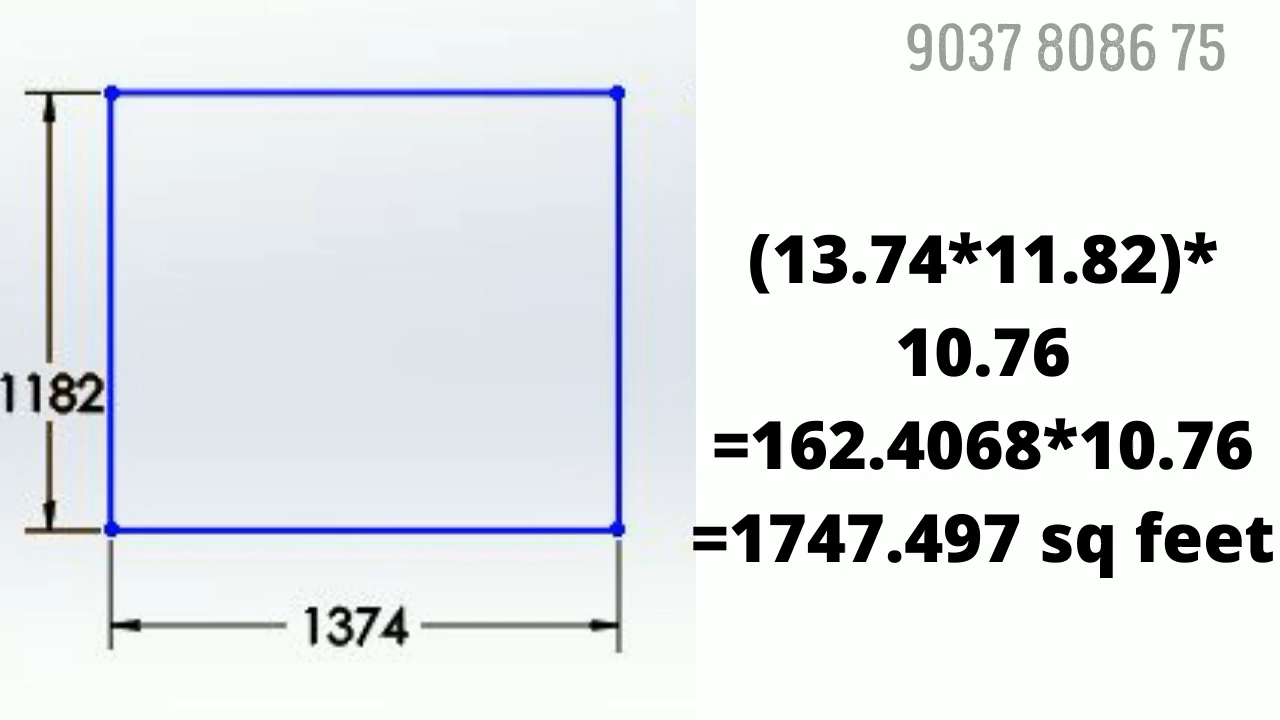 9037 8086 75
1182
1374
(13.74*11.82)*
10.76
=162.4068*10.76
=1747.497 sq feet